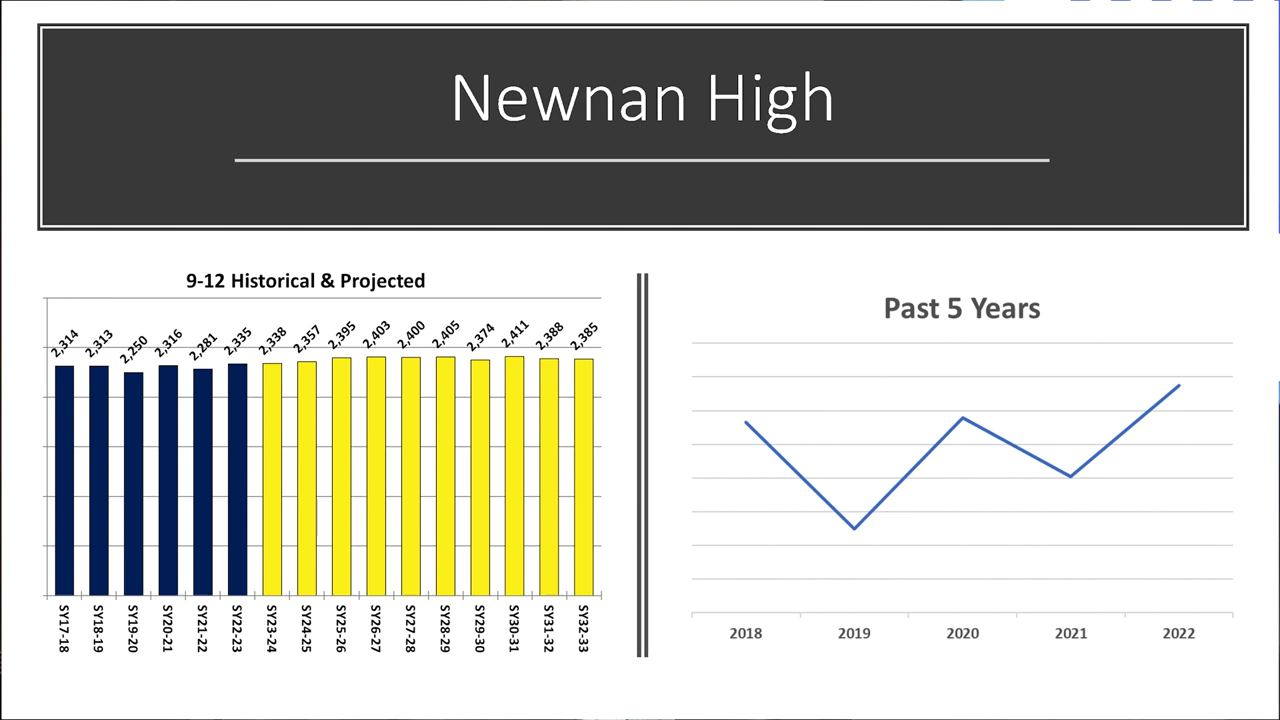 Newnan High
9-12 Historical & Projected
2,314
2,313
2,250
2,316
2,281
2,335
2,338
2,357
2,395
2,403
2,400
2,405
2,374
2,411
2,388
2,385
SY17-18
SY18-19
SY19-20
SY20-21
SY21-22
SY22-23
SY23-24
SY24-25
SY25-26
SY26-27
SY27-28
SY28-29
SY29-30
SY30-31
SY31-32
SY32-33
Past 5 Years
2018 2019 2020 2021 2022